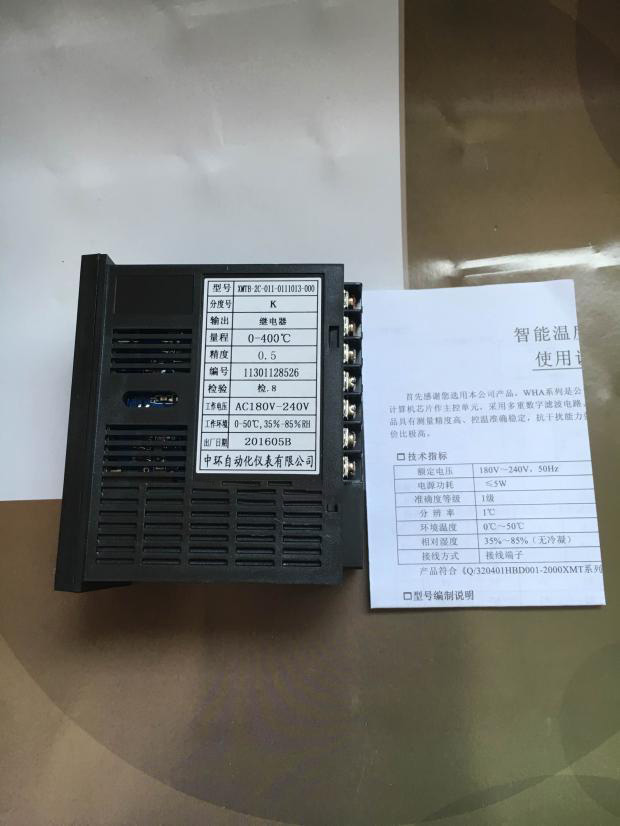 型号 XMTB-2C-011-0111013-000
分度号 K
输出 继电器
量程 0-400℃
精度 0.5
编号 11301128526
检验 检.8
工作电压 AC180V-240V
工作环境 0-50℃,35%-85%RH
出厂日期 201605B
中环自动化仪表有限公司
智能温度
使用说
首先感谢您选用本公司产品。WHA系列是公
计算机芯片作主控单元，采用多重数字滤波电路，
品具有测量精度高、控温准确稳定，抗干扰能力
价比极高。
□技术指标
额定电压 180V～240V，50Hz
电源功耗 ≤5W
准确度等级 1级
分 辨 率 1℃
环境温度 0℃～50℃
相对湿度 35%～85%（无冷凝）
接线方式 接线端子
产品符合《Q/320401HBD001-2000XMT系列
□型号编制说明